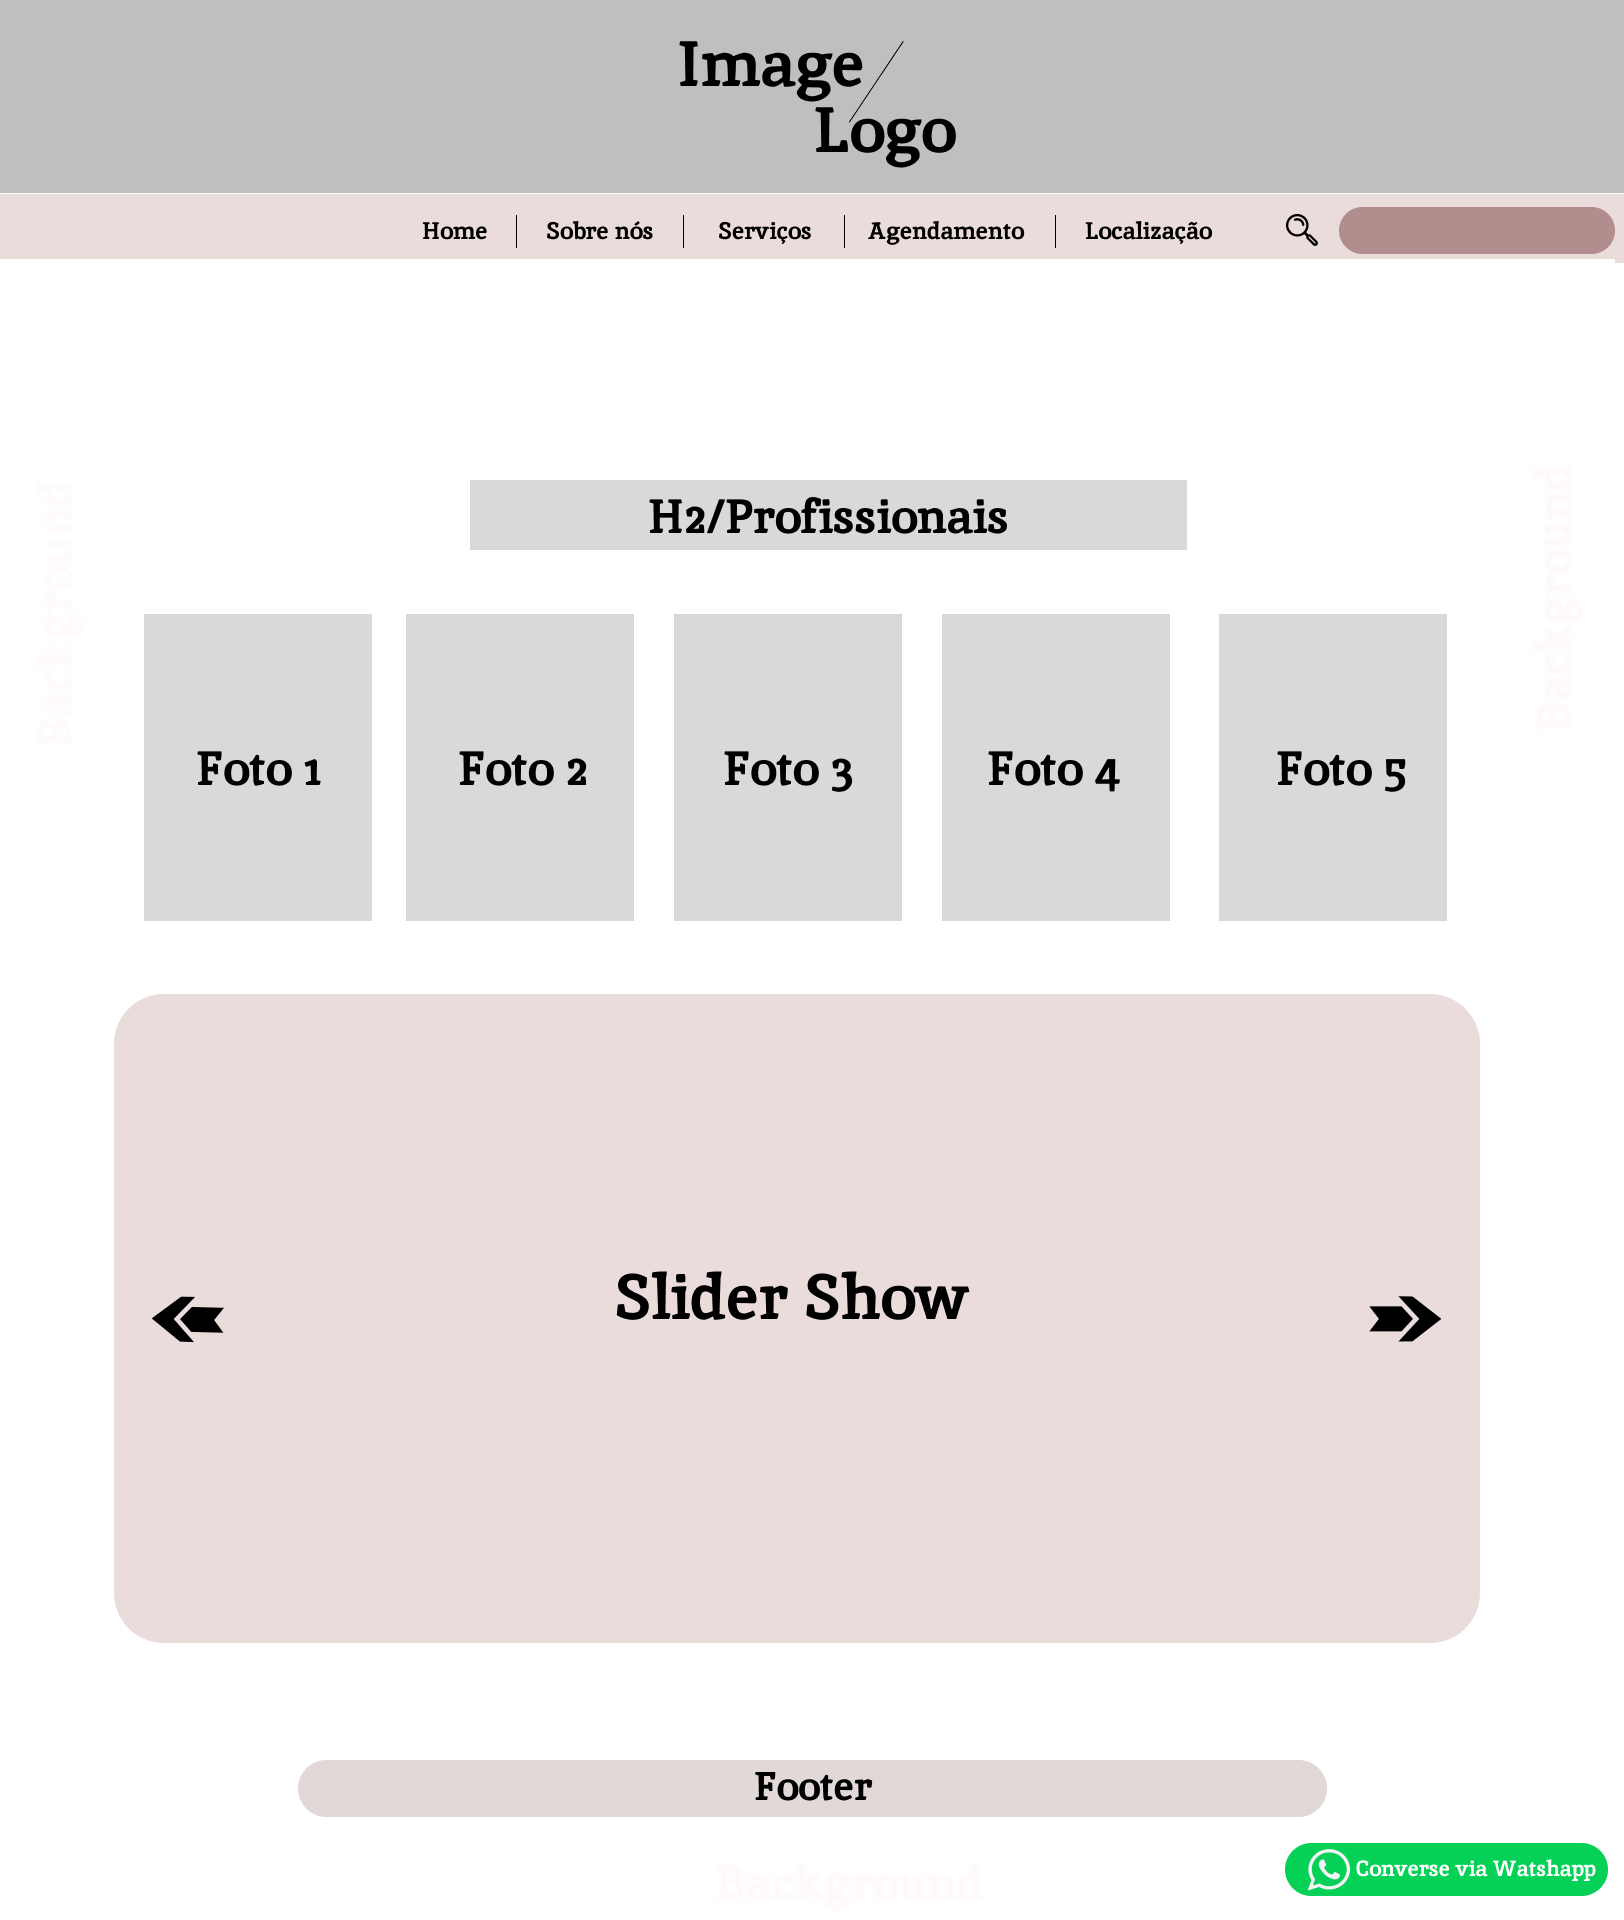 Image
Logo
Home
Sobre nós
Serviços
Agendamento
Localização
Background
Background
H2/Profissionais
Foto 1
Foto 2
Foto 3
Foto 4
Foto 5
Slider Show
Footer
Converse via Watshapp
Background